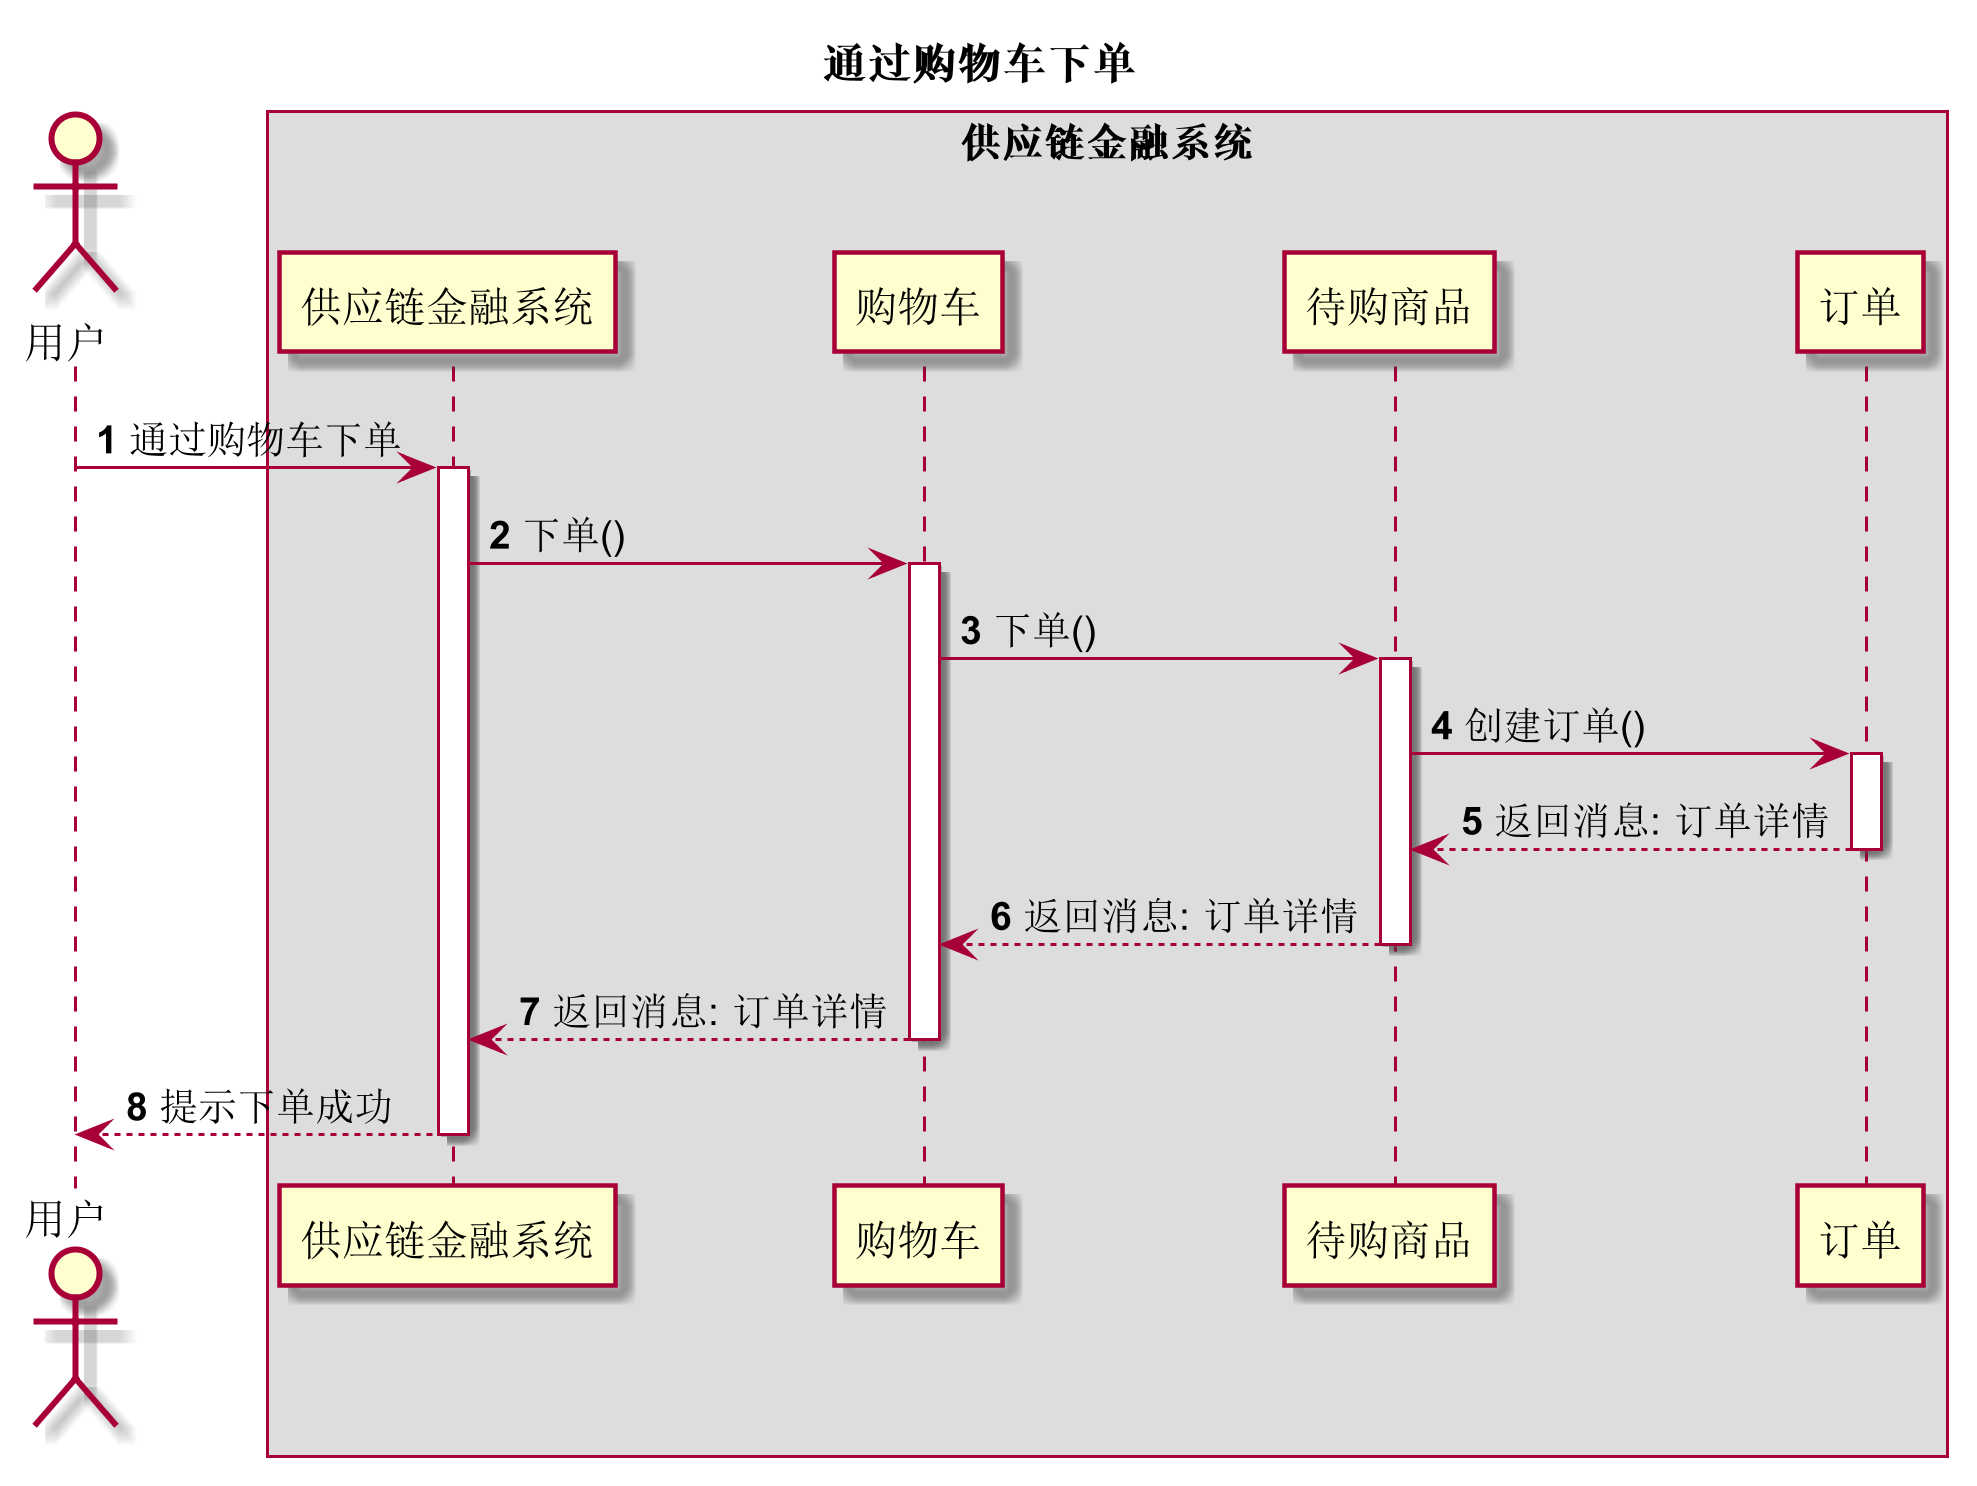 通过购物车下单
供应链金融系统
用户
供应链金融系统
购物车
待购商品
订单
1 通过购物车下单
2 下单()
3 下单()
4 创建订单()
5 返回消息: 订单详情
6 返回消息: 订单详情
7 返回消息: 订单详情
8 提示下单成功
用户
供应链金融系统
购物车
待购商品
订单